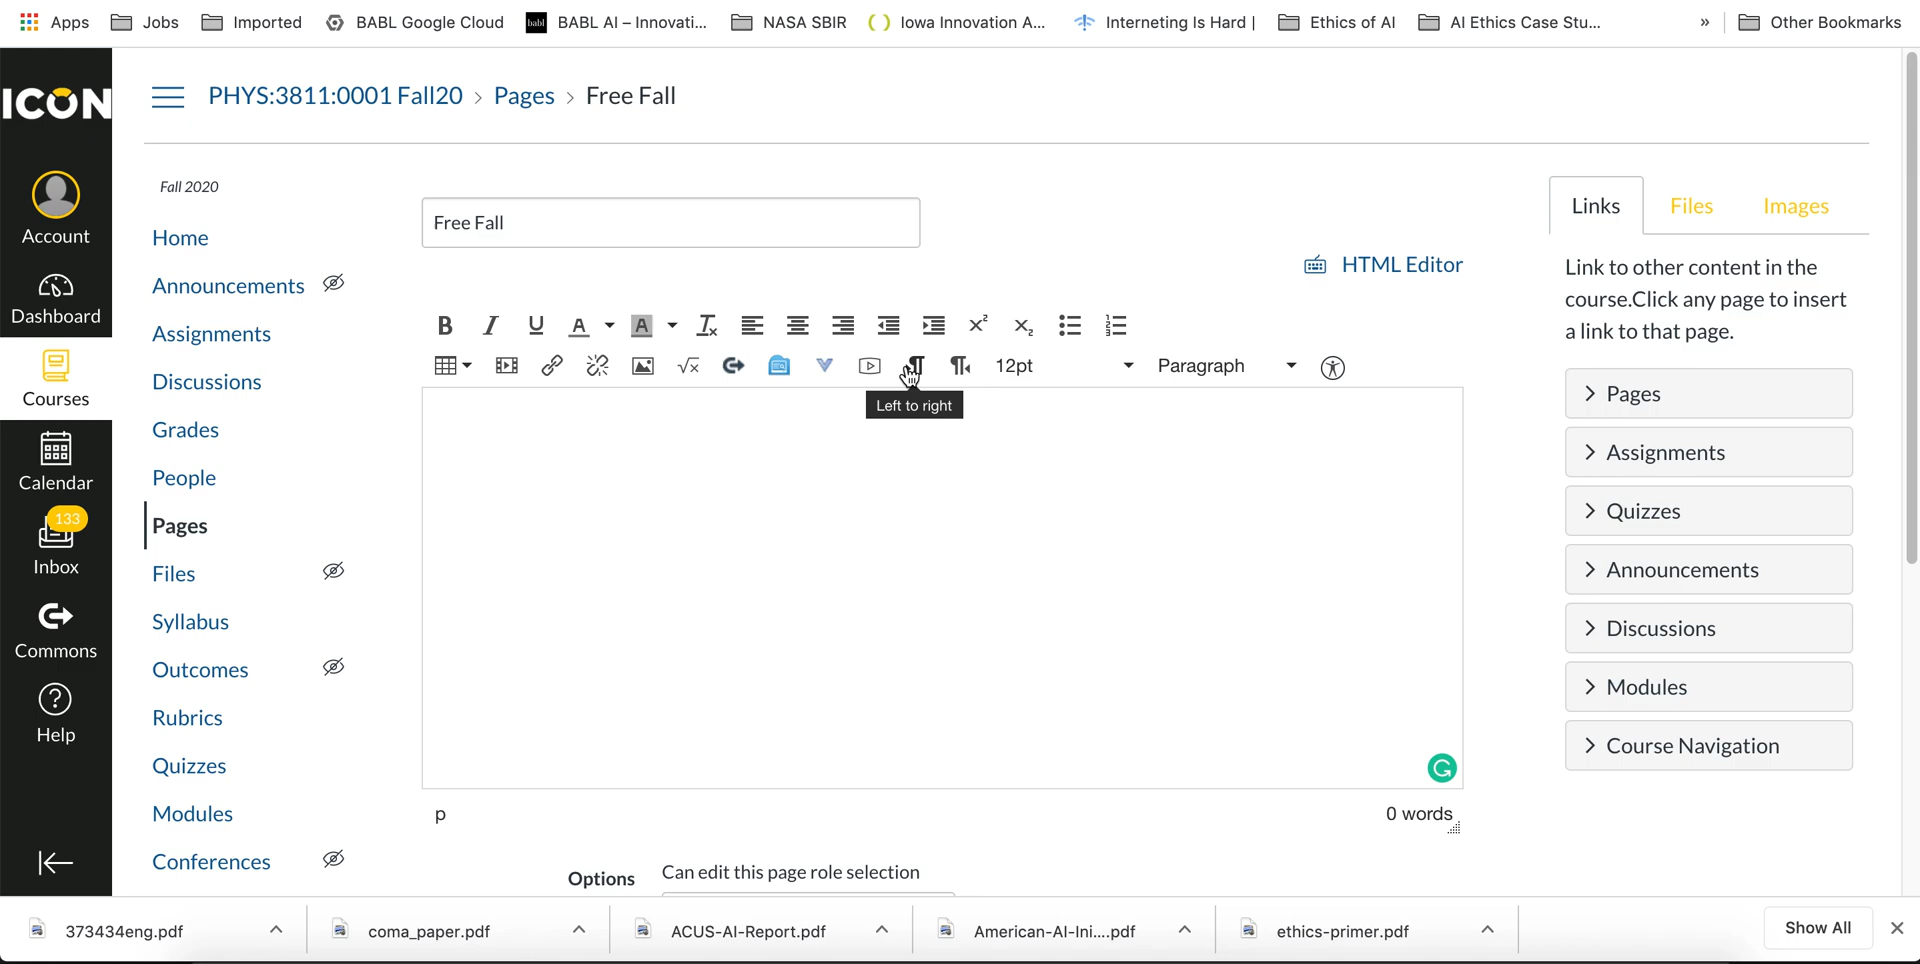 Apps Jobs Imported BABL Google Cloud babl BABL AI – Innovati... NASA SBIR Iowa Innovation A... Interneting Is Hard | Ethics of AI AI Ethics Case Stu... » Other Bookmarks
ICON
PHYS:3811:0001 Fall20 > Pages > Free Fall
Account
Dashboard
Courses
Calendar
133
Inbox
Commons
Help
Fall 2020
Home
Announcements
Assignments
Discussions
Grades
People
Pages
Files
Syllabus
Outcomes
Rubrics
Quizzes
Modules
Conferences
Free Fall
HTML Editor
12pt Paragraph
Left to right
p 0 words
Options Can edit this page role selection
Links Files Images
Link to other content in the
course.Click any page to insert
a link to that page.
Pages
Assignments
Quizzes
Announcements
Discussions
Modules
Course Navigation
373434eng.pdf coma_paper.pdf ACUS-AI-Report.pdf American-AI-Ini....pdf ethics-primer.pdf Show All